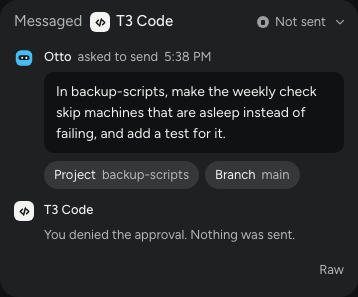 Messaged </> T3 Code Not sent
Otto asked to send 5:38 PM
In backup-scripts, make the weekly check
skip machines that are asleep instead of
failing, and add a test for it.
Project backup-scripts Branch main
</> T3 Code
You denied the approval. Nothing was sent.
Raw